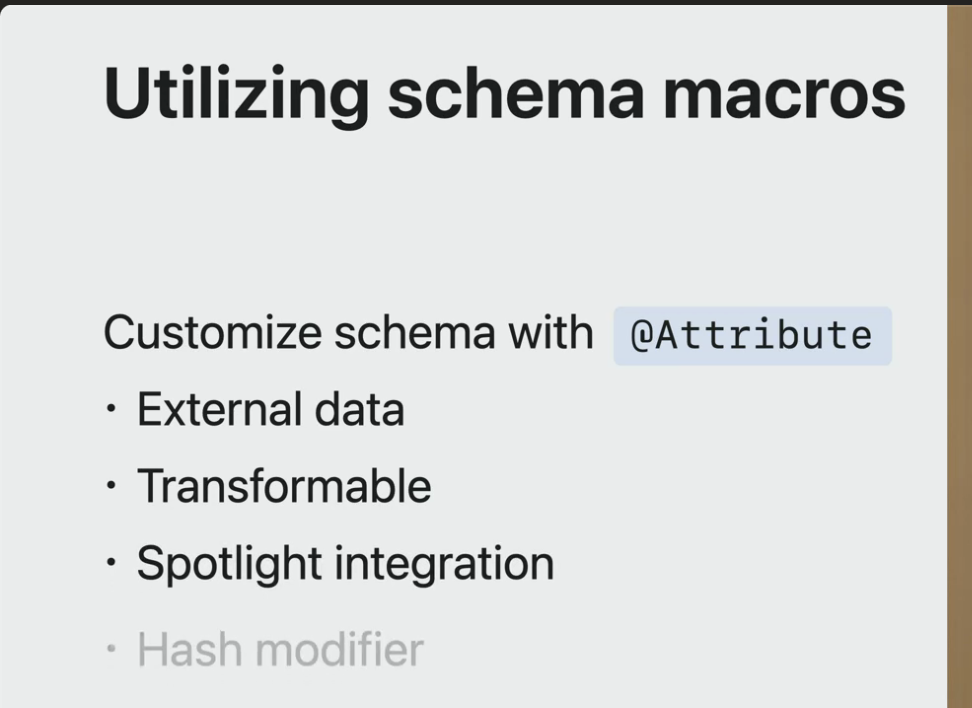 Utilizing schema macros
Customize schema with @Attribute
• External data
• Transformable
• Spotlight integration
• Hash modifier